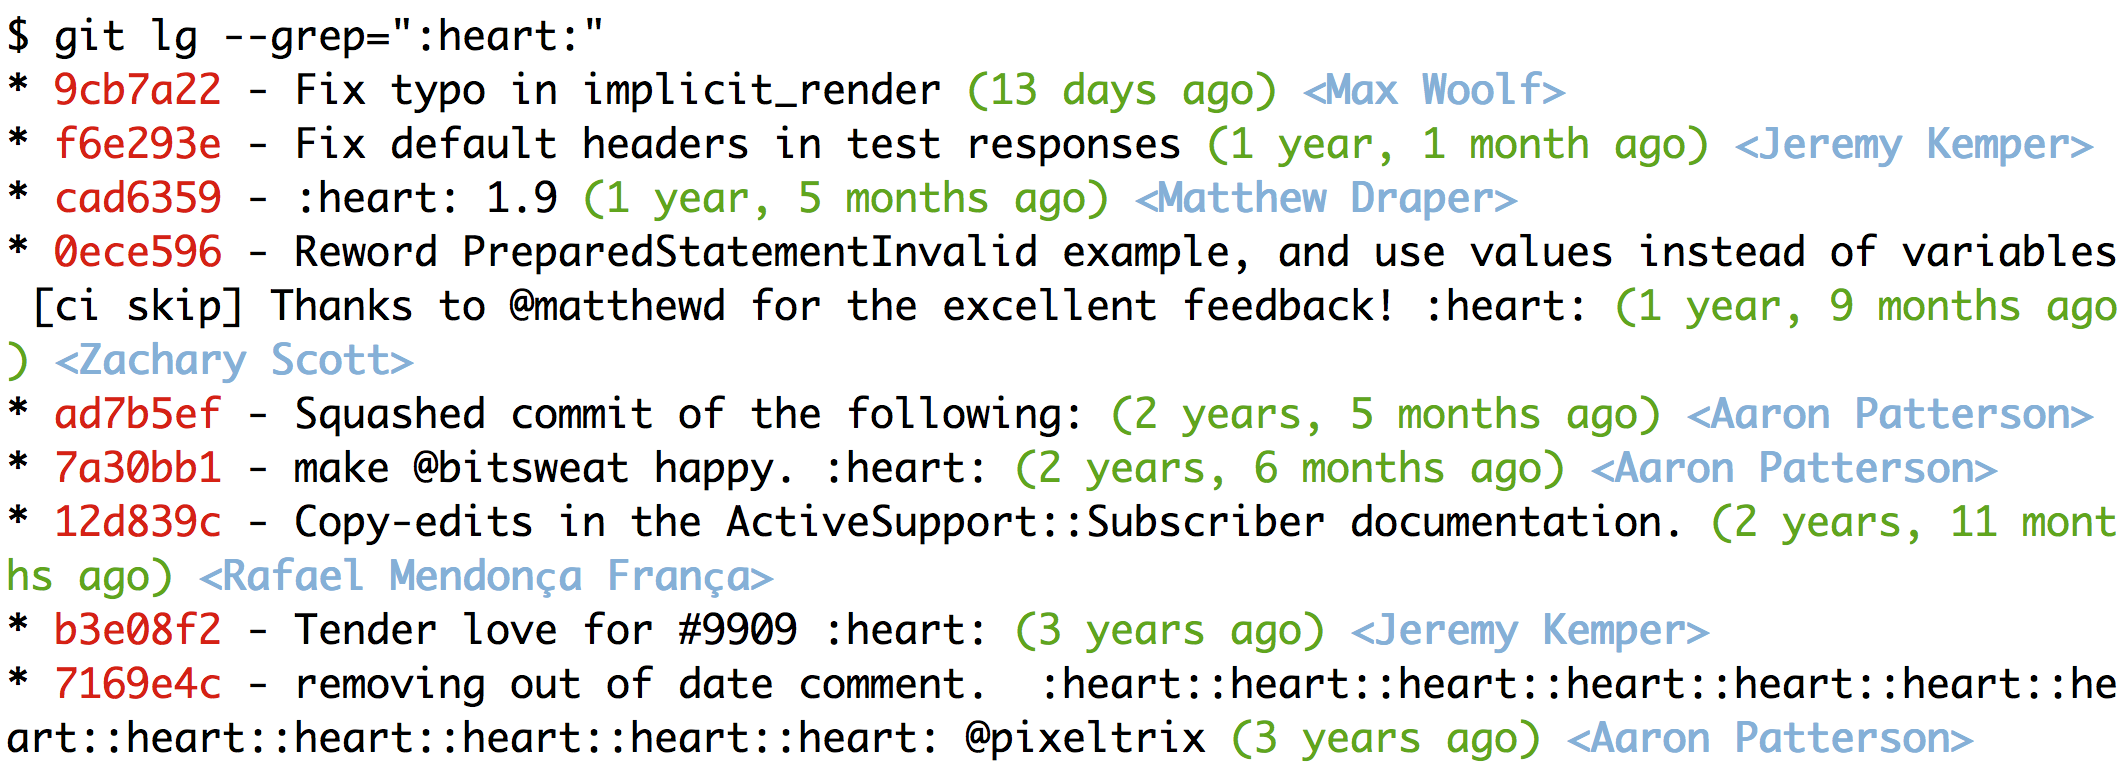 $ git lg --grep=":heart:"
* 9cb7a22 - Fix typo in implicit_render (13 days ago) <Max Woolf>
* f6e293e - Fix default headers in test responses (1 year, 1 month ago) <Jeremy Kemper>
* cad6359 - :heart: 1.9 (1 year, 5 months ago) <Matthew Draper>
* 0ece596 - Reword PreparedStatementInvalid example, and use values instead of variables
 [ci skip] Thanks to @matthewd for the excellent feedback! :heart: (1 year, 9 months ago
) <Zachary Scott>
* ad7b5ef - Squashed commit of the following: (2 years, 5 months ago) <Aaron Patterson>
* 7a30bb1 - make @bitsweat happy. :heart: (2 years, 6 months ago) <Aaron Patterson>
* 12d839c - Copy-edits in the ActiveSupport::Subscriber documentation. (2 years, 11 mont
hs ago) <Rafael Mendonça França>
* b3e08f2 - Tender love for #9909 :heart: (3 years ago) <Jeremy Kemper>
* 7169e4c - removing out of date comment.  :heart::heart::heart::heart::heart::heart::he
art::heart::heart::heart::heart::heart: @pixeltrix (3 years ago) <Aaron Patterson>